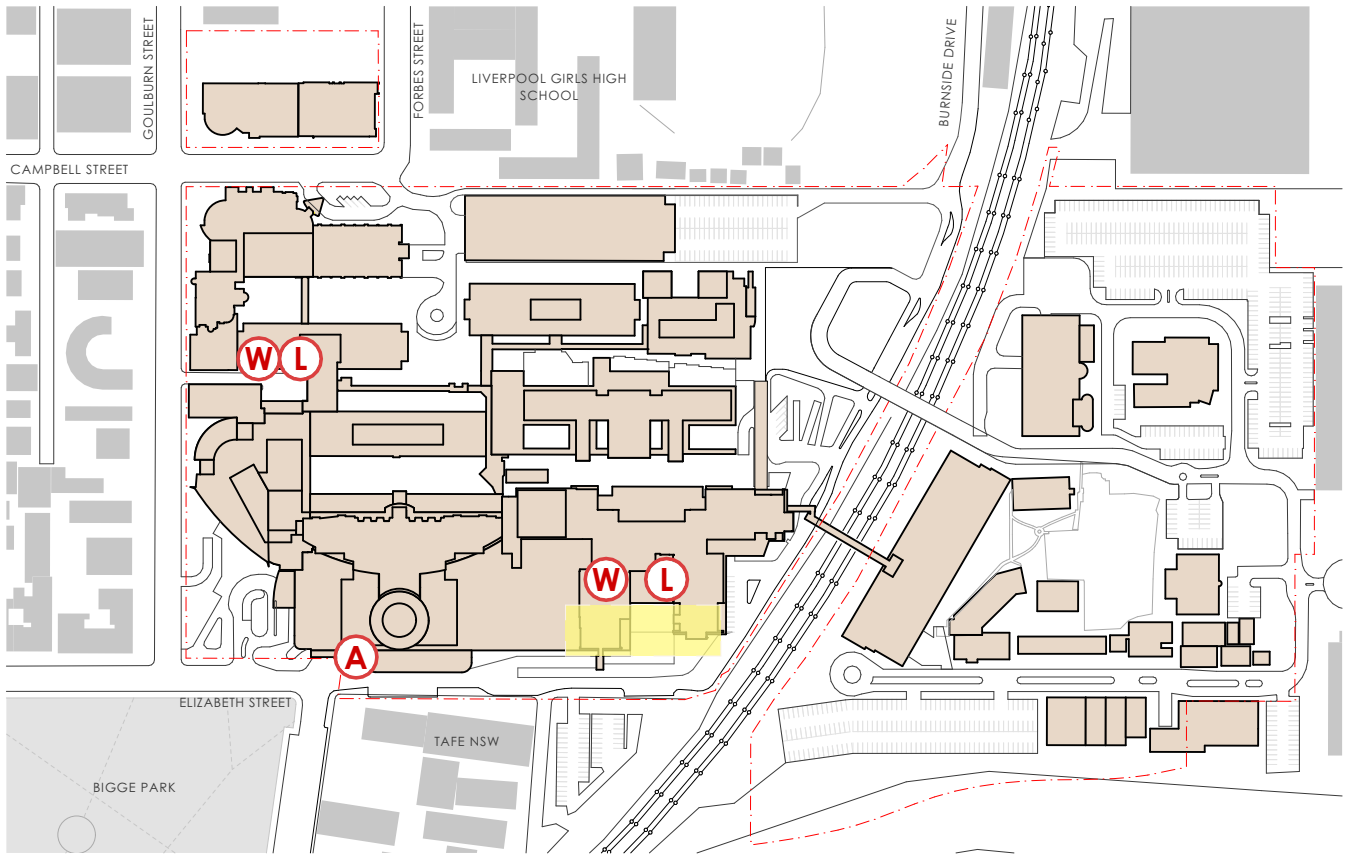 GOULBURN STREET
FORBES STREET
LIVERPOOL GIRLS HIGH
SCHOOL
BURNSIDE DRIVE
CAMPBELL STREET
W
L
W
L
A
ELIZABETH STREET
TAFE NSW
BIGGE PARK